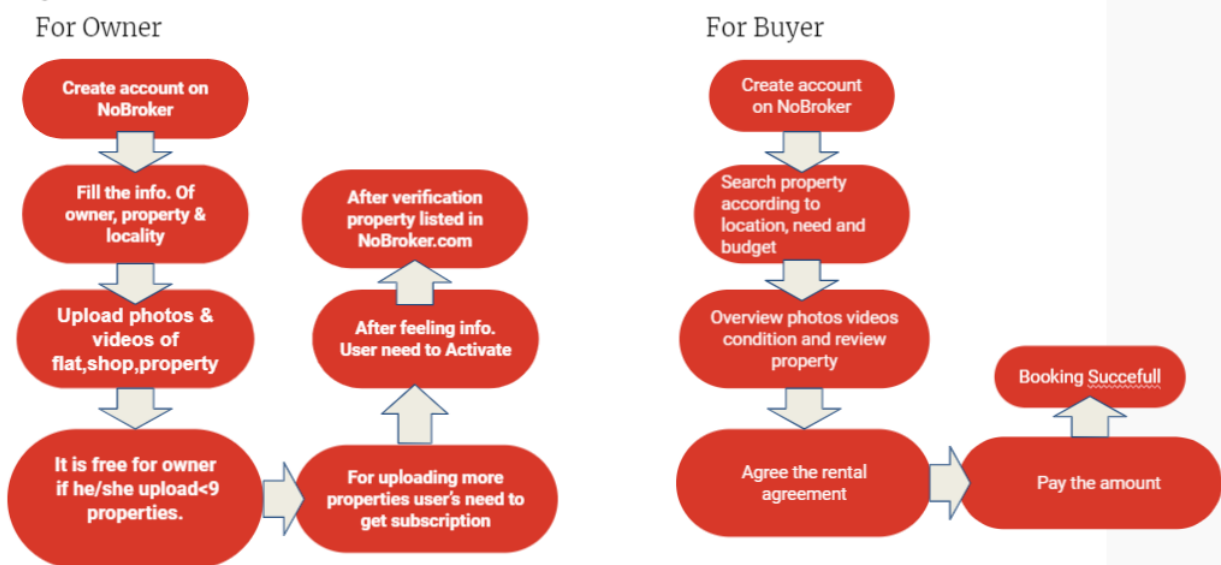 For Owner
Create account on
NoBroker
Fill the info. Of
owner, property &
locality
Upload photos &
videos of
flat,shop,property
It is free for owner
if he/she upload<9
properties.
For uploading more
properties user's need to
get subscription
After feeling info.
User need to Activate
After verification
property listed in
NoBroker.com
For Buyer
Create account
on NoBroker
Search property
according to
location, need and
budget
Overview photos videos
condition and review
property
Agree the rental
agreement
Pay the amount
Booking Succefull